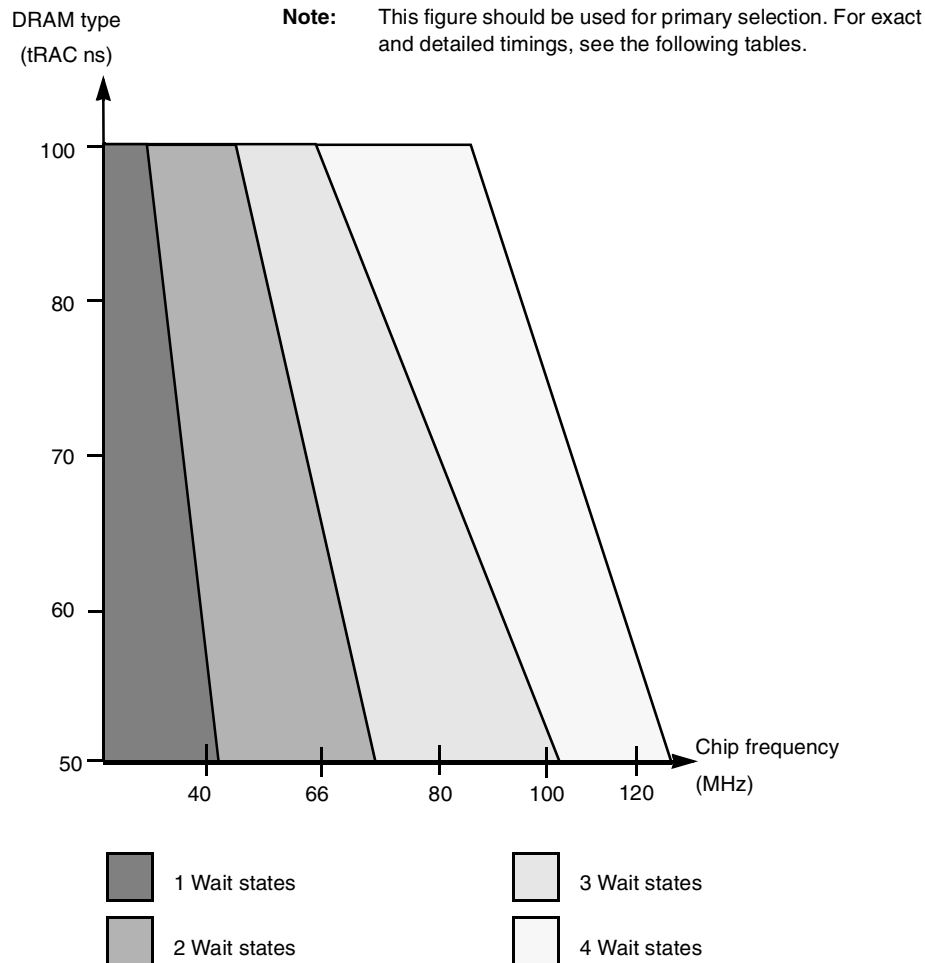 DRAM type
(tRAC ns)
Note: This figure should be used for primary selection. For exact
and detailed timings, see the following tables.
100
80
70
60
50
40 66 80 100 120
Chip frequency
(MHz)
1 Wait states
3 Wait states
2 Wait states
4 Wait states